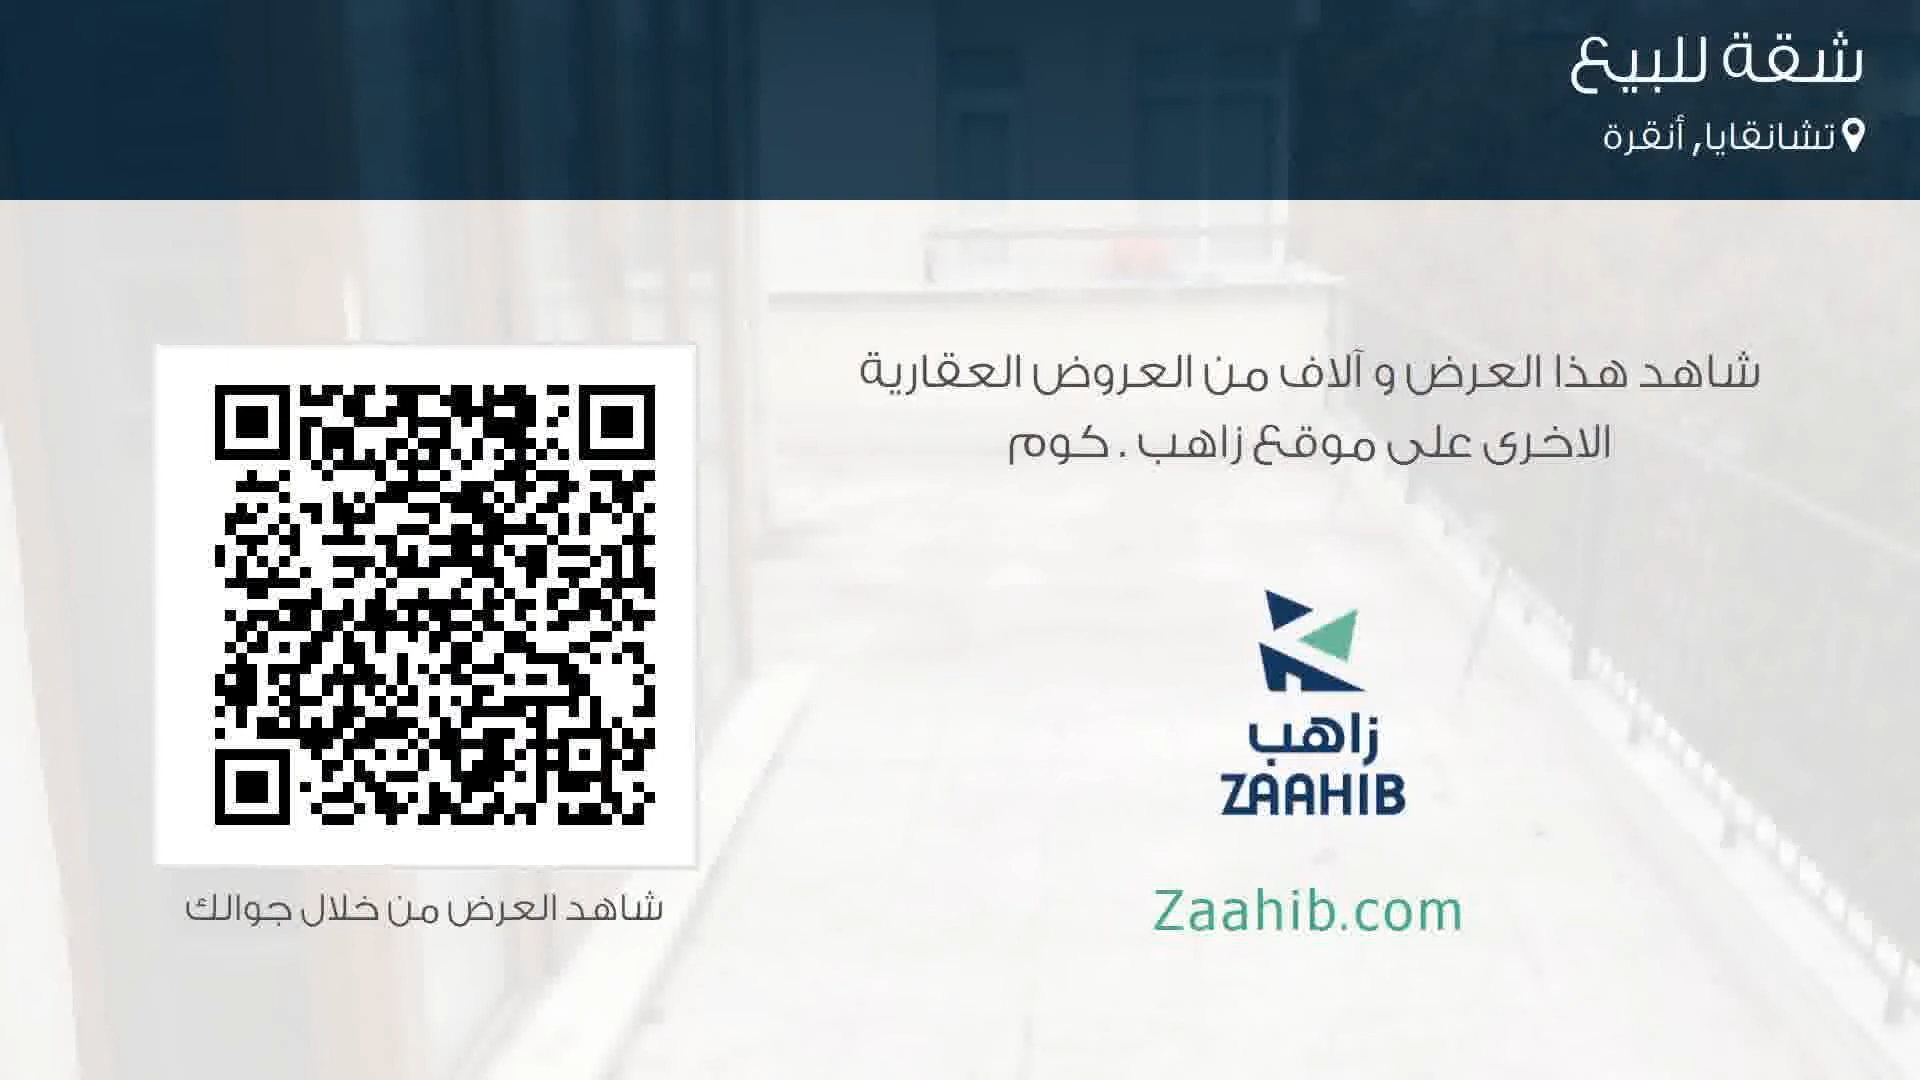 شقة للبيع
تشانقايا, أنقرة
شاهد هذا العرض و آلاف من العروض العقارية
الاخرى على موقع زاهب . كوم
زاهب
ZAAHIB
Zaahib.com
شاهد العرض من خلال جوالك